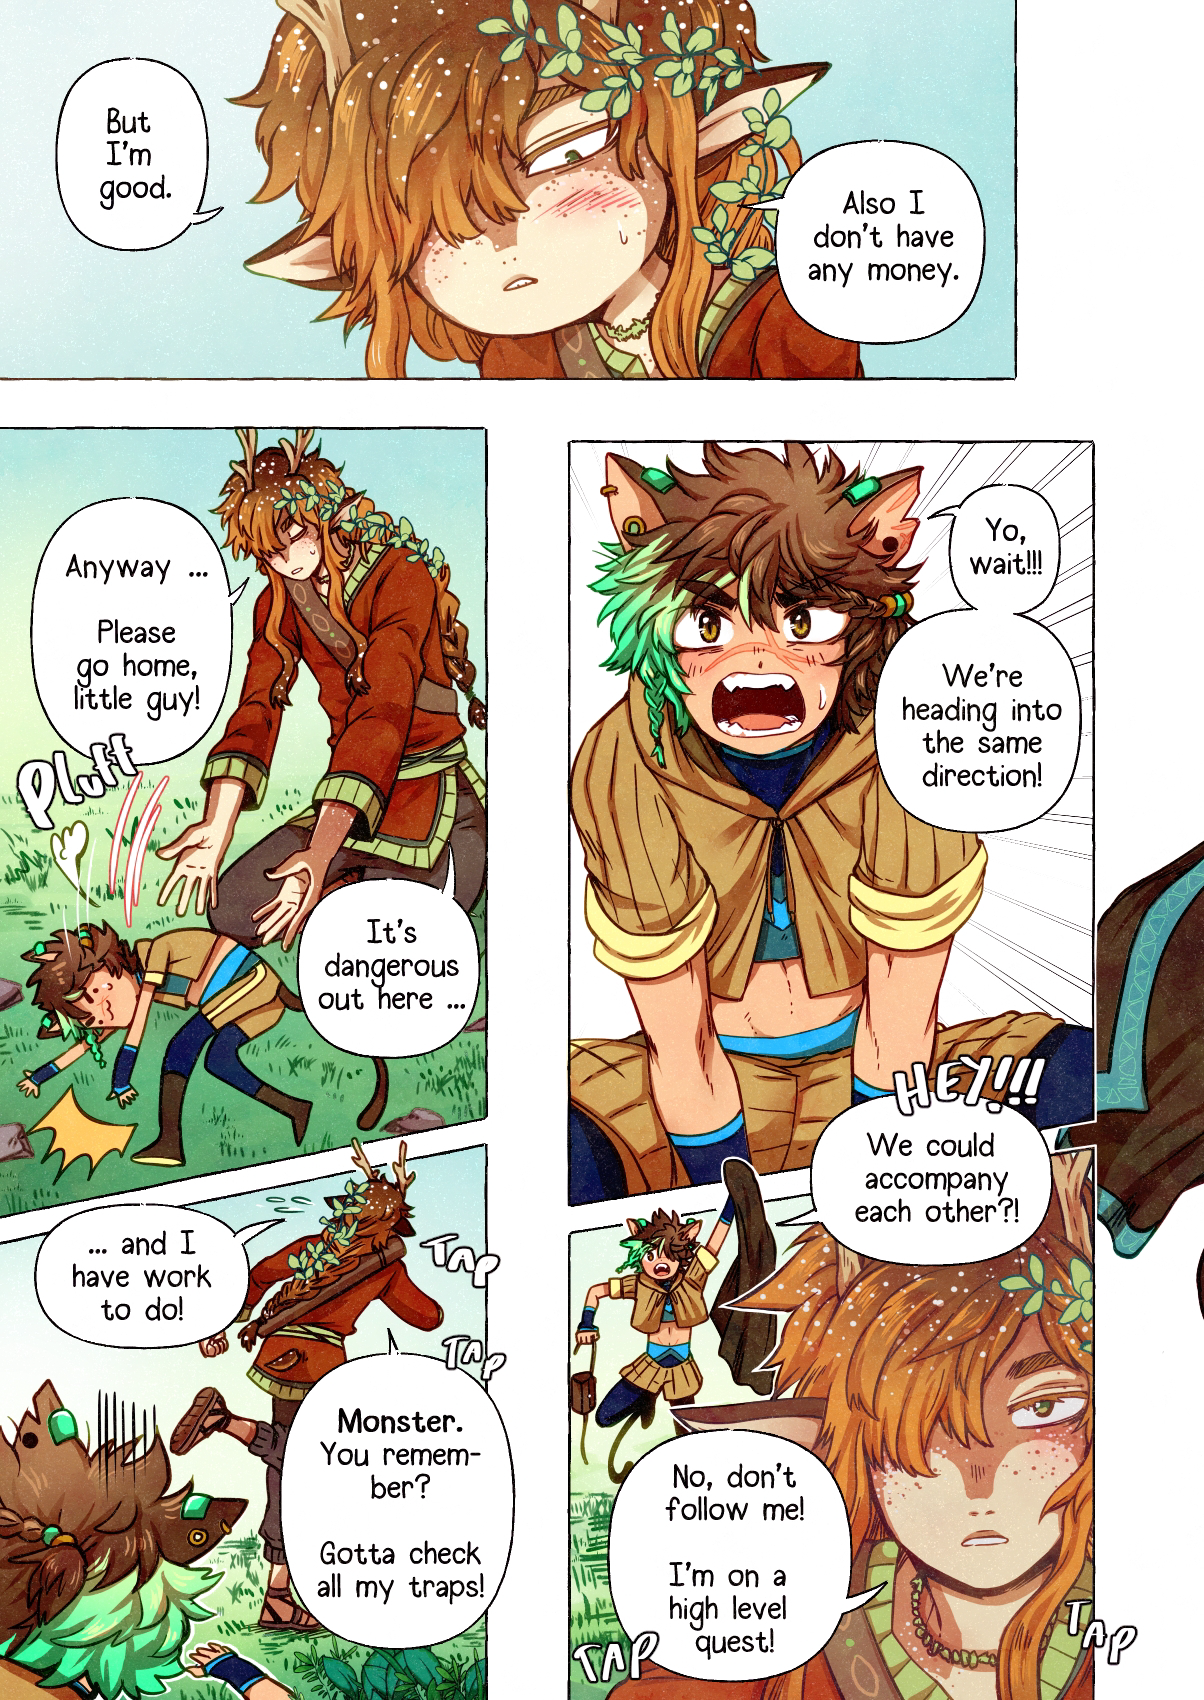 But
I'm
good.
Also I
don't have
any money.
Anyway ...
Please
go home,
little guy!
Pluff
It's
dangerous
out here ...
... and I
have work
to do!
TAP
TAP
Monster.
You remem-
ber?
Gotta check
all my traps!
Yo,
wait!!!
We're
heading into
the same
direction!
HEY!!!
We could
accompany
each other?!
No, don't
follow me!
I'm on a
high level
quest!
TAP
TAP